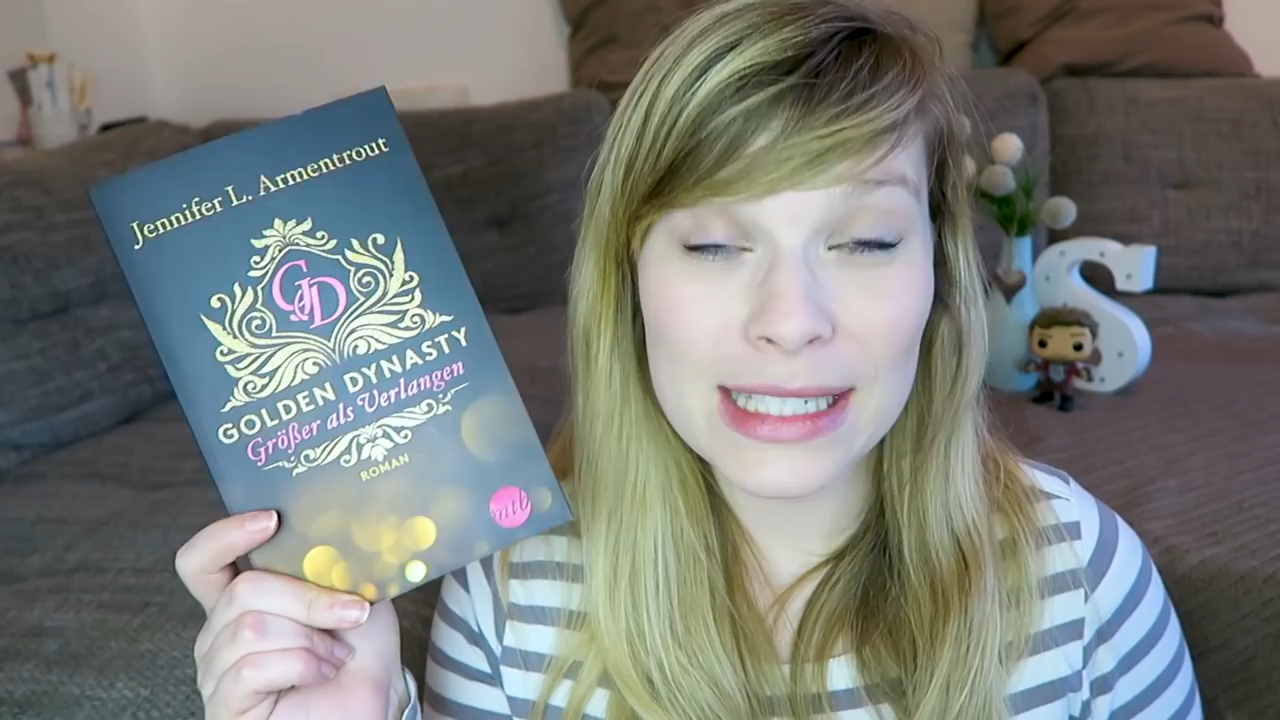 Jennifer L. Armentrout
GD
GOLDEN DYNASTY
Größer als Verlangen
ROMAN
mtb
S